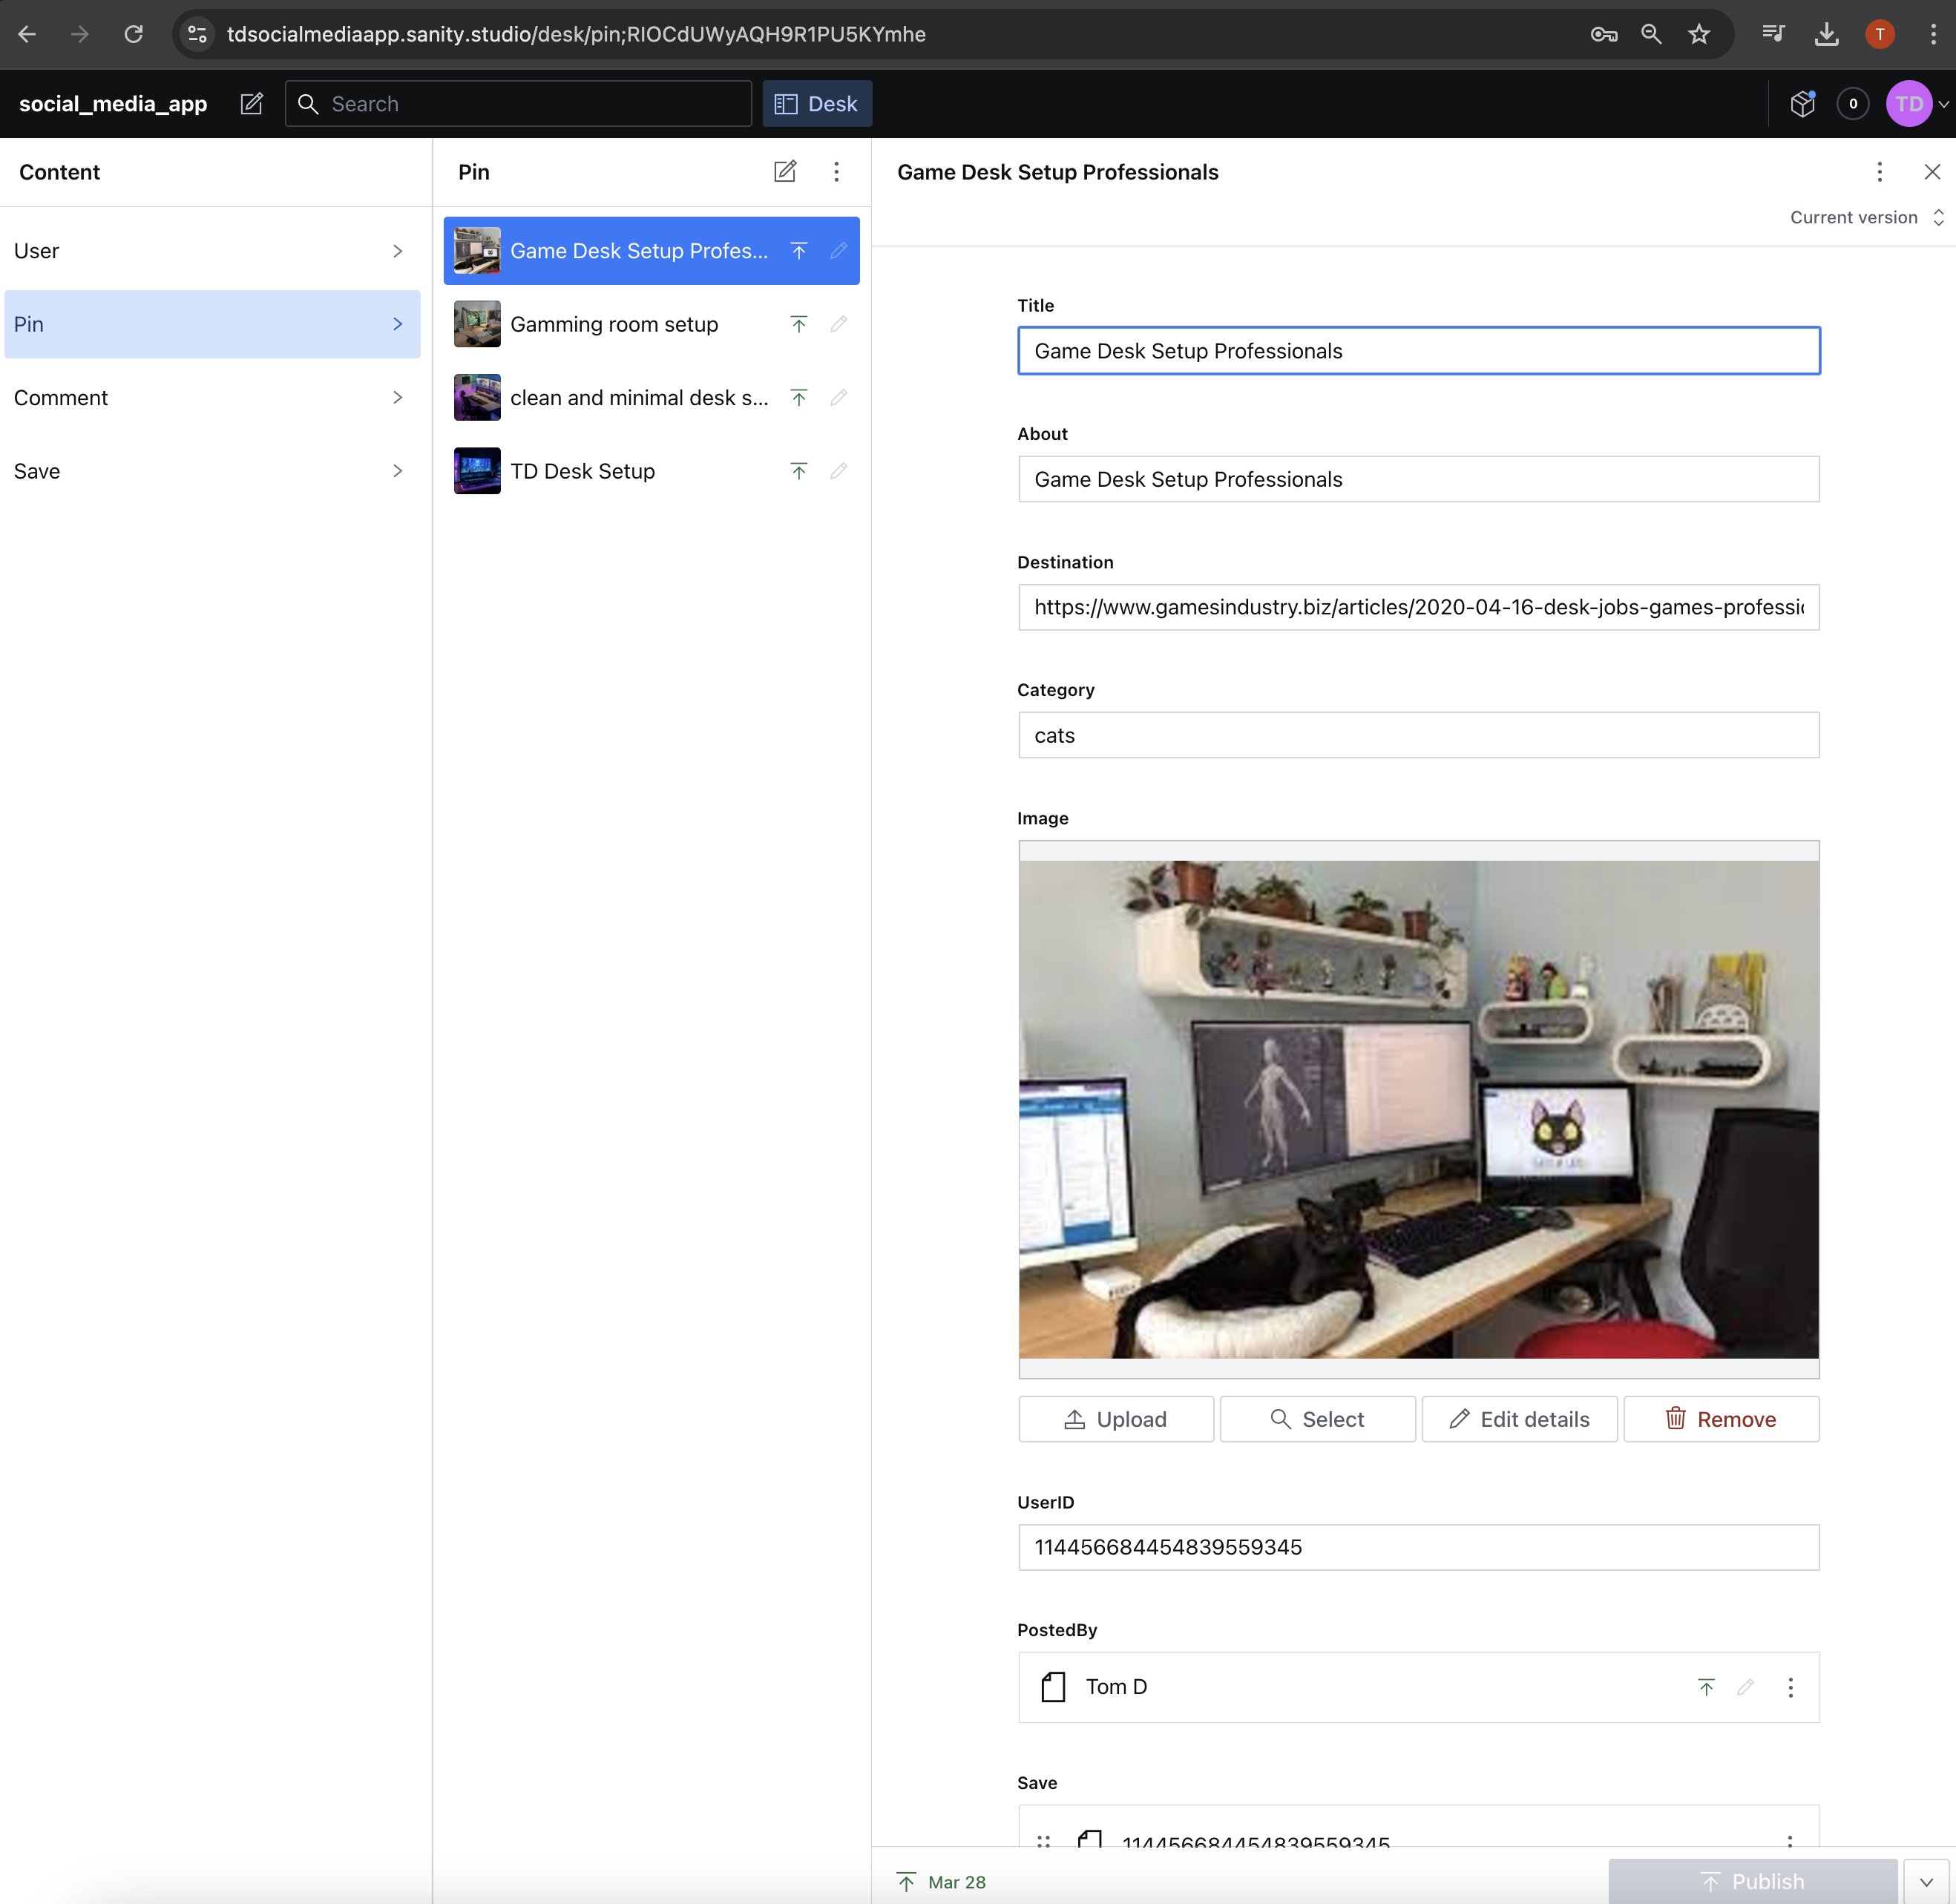 tdsocialmediaapp.sanity.studio/desk/pin;RIOCdUWyAQH9R1PU5KYmhe
T
social_media_app
Search
Desk
0
TD
Content
User
Pin
Comment
Save
Pin
Game Desk Setup Profes...
Gamming room setup
clean and minimal desk s...
TD Desk Setup
Game Desk Setup Professionals
Current version
Title
Game Desk Setup Professionals
About
Game Desk Setup Professionals
Destination
https://www.gamesindustry.biz/articles/2020-04-16-desk-jobs-games-professi
Category
cats
Image
Upload
Select
Edit details
Remove
UserID
114456684454839559345
PostedBy
Tom D
Save
114456684454839559345
Mar 28
Publish